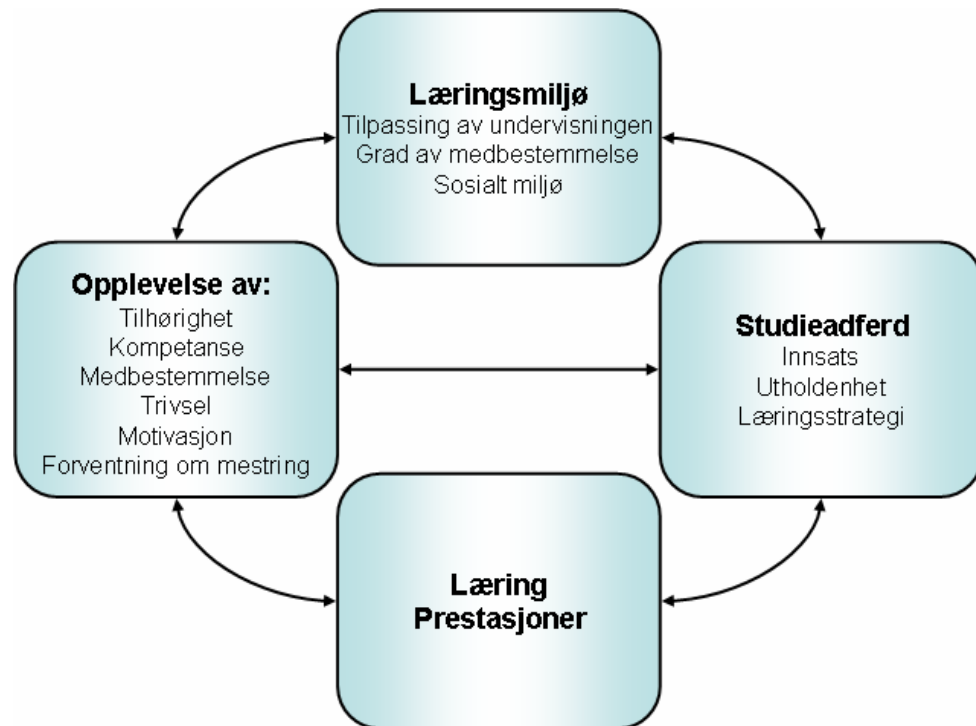 Læringsmiljø
Tilpassing av undervisningen
Grad av medbestemmelse
Sosialt miljø
Opplevelse av:
Tilhørighet
Kompetanse
Medbestemmelse
Trivsel
Motivasjon
Forventning om mestring
Studieadferd
Innsats
Utholdenhet
Læringsstrategi
Læring
Prestasjoner